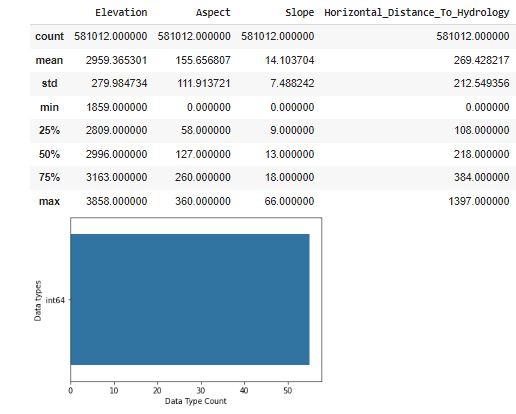 Elevation Aspect Slope Horizontal_Distance_To_Hydrology
count 581012.000000 581012.000000 581012.000000 581012.000000
mean 2959.365301 155.656807 14.103704 269.428217
std 279.984734 111.913721 7.488242 212.549356
min 1859.000000 0.000000 0.000000 0.000000
25% 2809.000000 58.000000 9.000000 108.000000
50% 2996.000000 127.000000 13.000000 218.000000
75% 3163.000000 260.000000 18.000000 384.000000
max 3858.000000 360.000000 66.000000 1397.000000
Data types
int64
0 10 20 30 40 50
Data Type Count